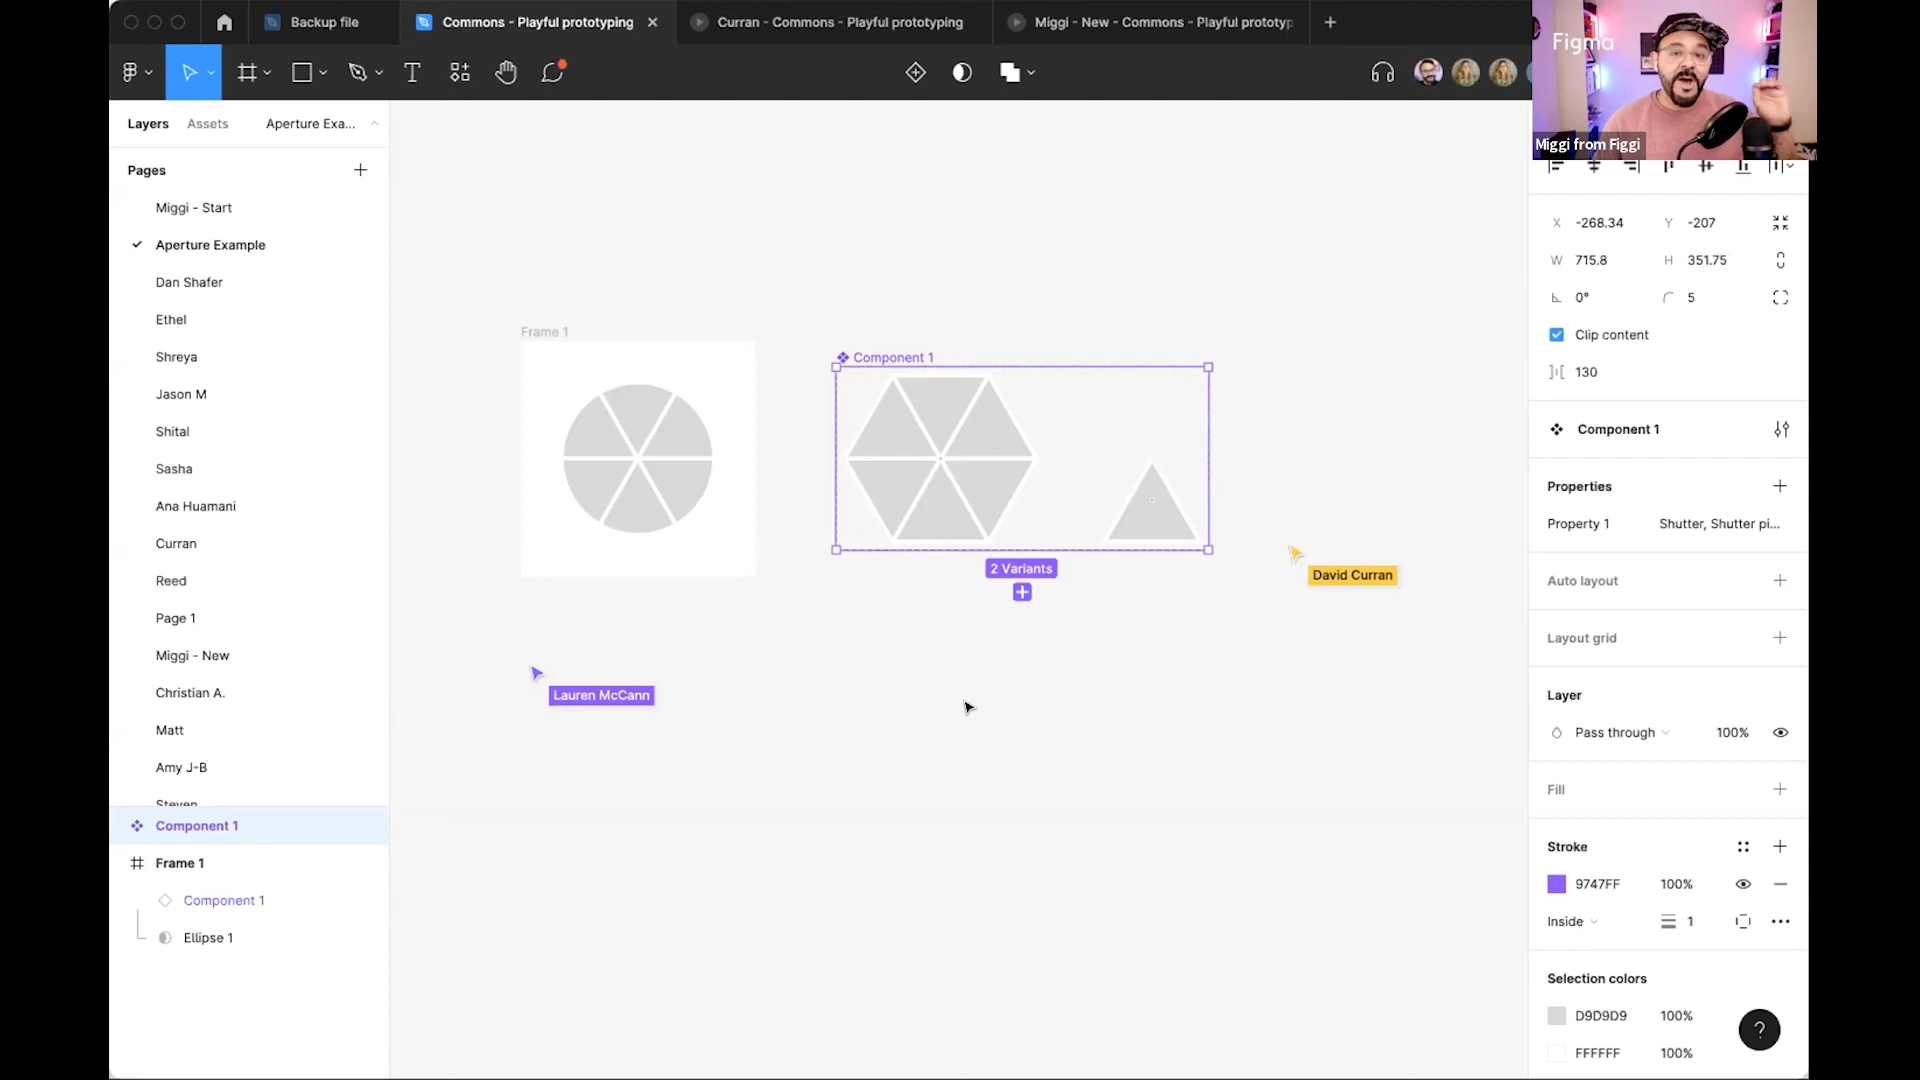 Backup file
Commons - Playful prototyping
Curran - Commons - Playful prototyping
Miggi - New - Commons - Playful prototyp
Figma
Miggi from Figgi
Layers
Assets
Aperture Exa...
Pages
Miggi - Start
Aperture Example
Dan Shafer
Ethel
Shreya
Jason M
Shital
Sasha
Ana Huamani
Curran
Reed
Page 1
Miggi - New
Christian A.
Matt
Amy J-B
Steven
Component 1
Frame 1
Component 1
Ellipse 1
Frame 1
Component 1
2 Variants
David Curran
Lauren McCann
X -268.34 Y -207
W 715.8 H 351.75
0° 5
Clip content
130
Component 1
Properties
Property 1 Shutter, Shutter pi...
Auto layout
Layout grid
Layer
Pass through 100%
Fill
Stroke
9747FF 100%
Inside 1
Selection colors
D9D9D9 100%
FFFFFF 100%
?